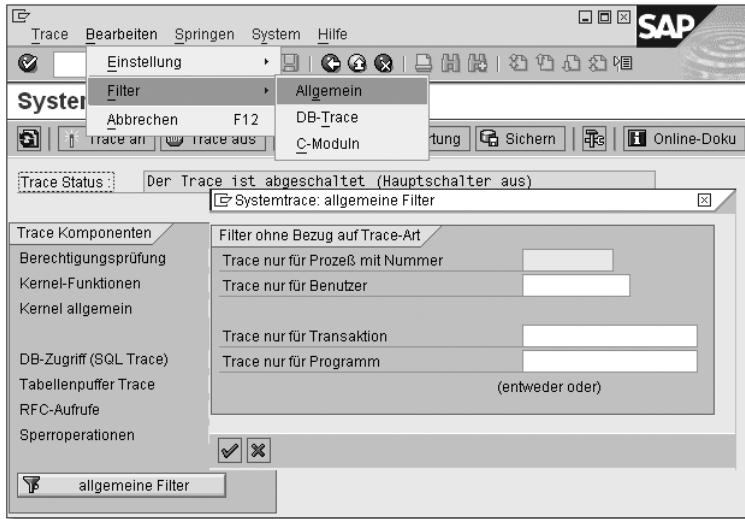 SAP
Trace Bearbeiten Springen System Hilfe
Einstellung
Filter
Abbrechen F12
Allgemein
DB-Trace
C-Moduln
Syster
Trace an Trace aus rtung Sichern Online-Doku
Trace Status : Der Trace ist abgeschaltet (Hauptschalter aus)
Systemtrace: allgemeine Filter
Trace Komponenten
Berechtigungsprüfung
Kernel-Funktionen
Kernel allgemein
DB-Zugriff (SQL Trace)
Tabellenpuffer Trace
RFC-Aufrufe
Sperroperationen
allgemeine Filter
Filter ohne Bezug auf Trace-Art
Trace nur für Prozeß mit Nummer
Trace nur für Benutzer
Trace nur für Transaktion
Trace nur für Programm
(entweder oder)